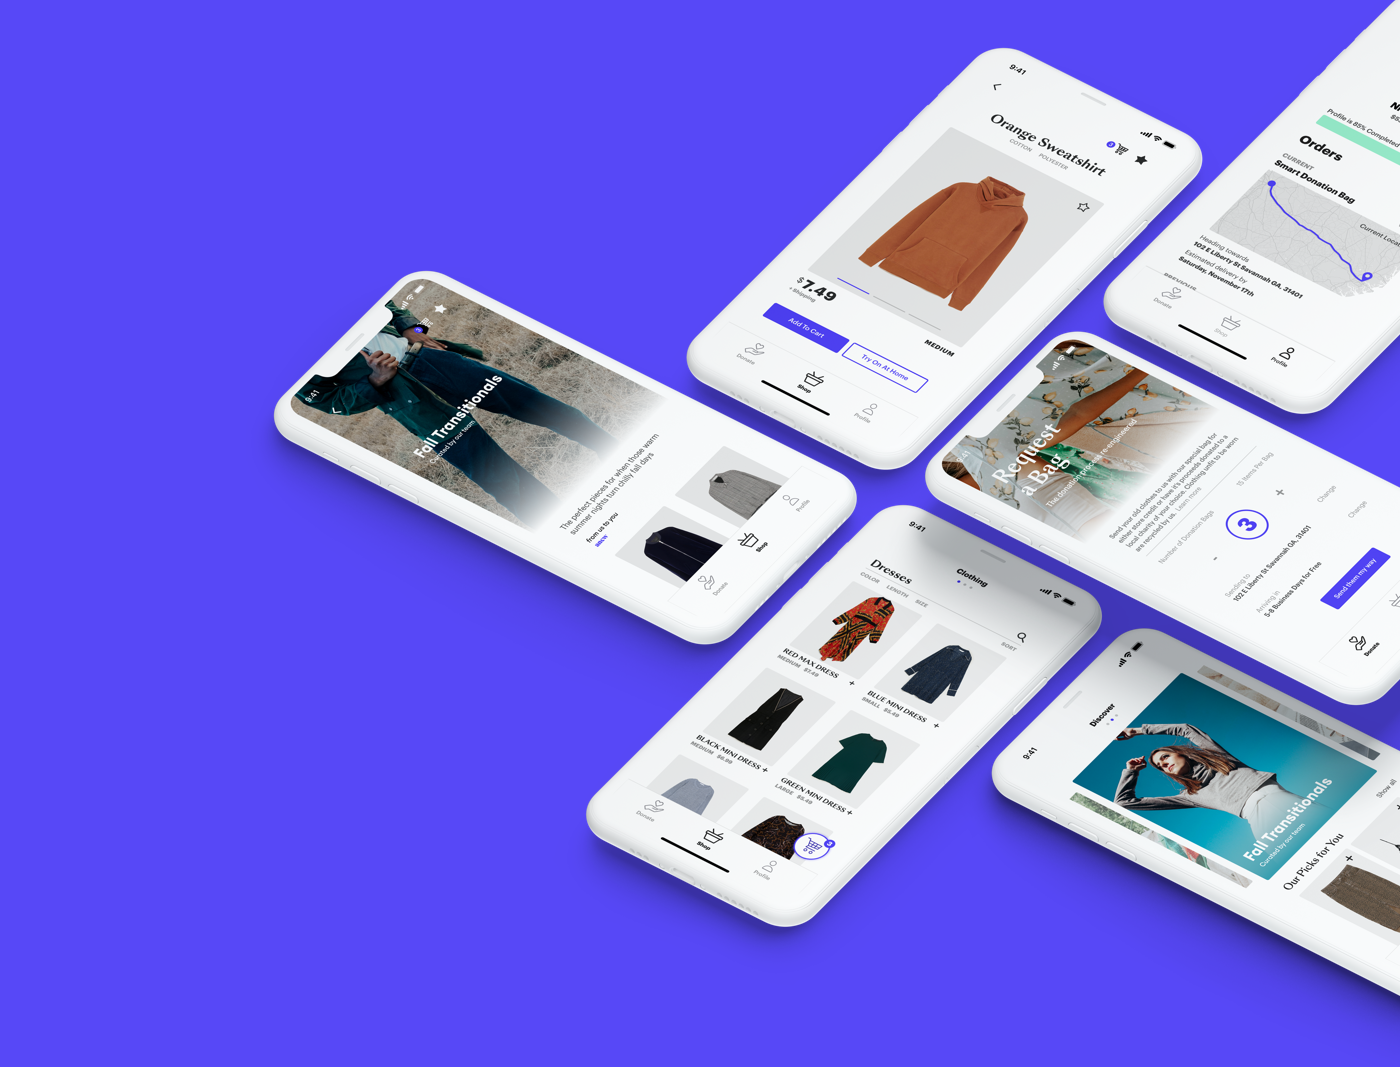 9:41
Orange Sweatshirt
COTTON POLYESTER
3
$7.49
+ Shipping
MEDIUM
Add To Cart
Try On At Home
Donate
Shop
Profile
Profile is 85% Completed
Orders
CURRENT
Smart Donation Bag
Heading towards
102 E Liberty St Savannah GA, 31401
Estimated delivery by
Saturday, November 17th
Donate
Shop
Profile
9:41
Fall Transitionals
Curated by our team
The perfect pieces for when those warm
summer nights turn chilly fall days
from us to you
Donate
Shop
Profile
Request
a Bag
The donation process re-engineered
Send your old clothes to us with our special bag for
either store credit or have it's proceeds donated to a
local charity of your choice. Clothing unfit to be worn
are recycled by us. Learn more
Number of Donation Bags
15 Items Per Bag
-
3
+
Sending to
102 E Liberty St Savannah GA, 31401
Change
Arriving in
5-8 Business Days for Free
Change
Send them my way
Donate
9:41
Clothing
Dresses
COLOR LENGTH SIZE
SORT
RED MAX DRESS
MEDIUM $7.49
+
BLUE MINI DRESS
SMALL $5.49
+
BLACK MINI DRESS
MEDIUM $6.99
+
GREEN MINI DRESS
LARGE $5.49
+
Donate
Shop
Profile
9:41
Discover
Fall Transitionals
Curated by our team
Our Picks for You
Show all
+